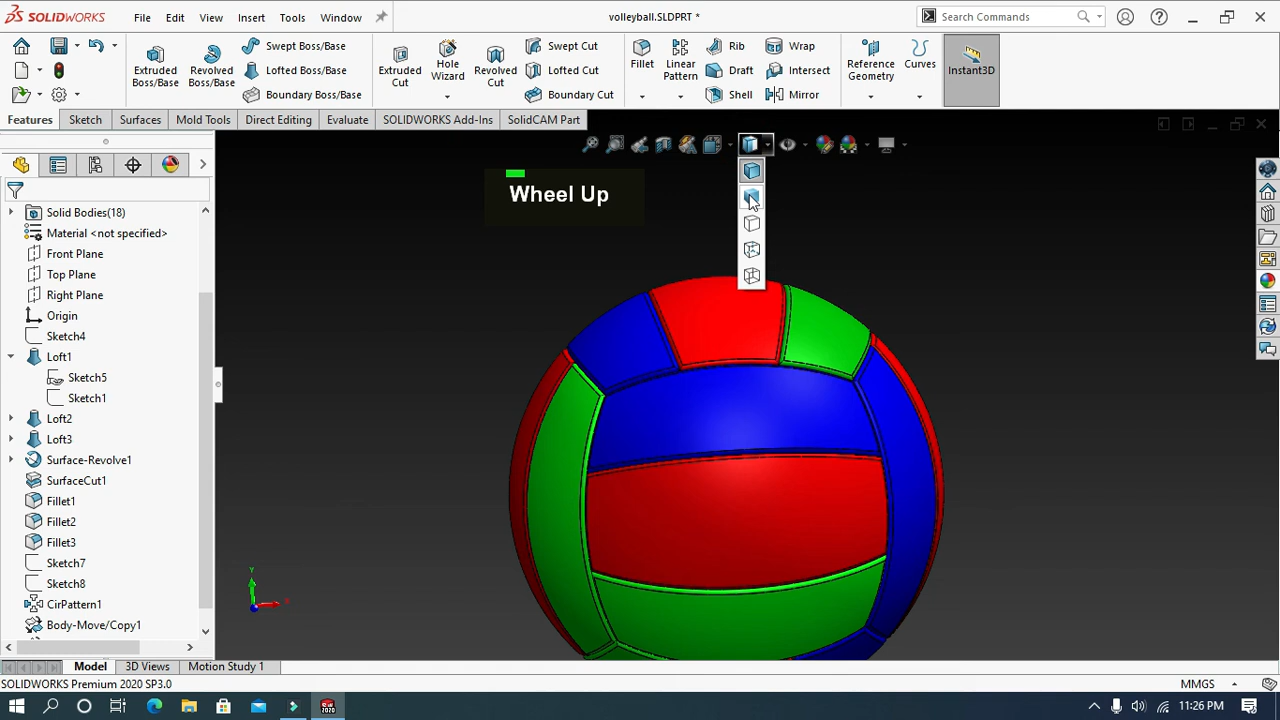 SOLIDWORKS
File
Edit
View
Insert
Tools
Window
volleyball.SLDPRT *
Search Commands
Extruded Boss/Base
Revolved Boss/Base
Swept Boss/Base
Lofted Boss/Base
Boundary Boss/Base
Extruded Cut
Hole Wizard
Revolved Cut
Swept Cut
Lofted Cut
Boundary Cut
Fillet
Linear Pattern
Rib
Draft
Shell
Wrap
Intersect
Mirror
Reference Geometry
Curves
Instant3D
Features
Sketch
Surfaces
Mold Tools
Direct Editing
Evaluate
SOLIDWORKS Add-Ins
SolidCAM Part
Wheel Up
Solid Bodies(18)
Material <not specified>
Front Plane
Top Plane
Right Plane
Origin
Sketch4
Loft1
Sketch5
Sketch1
Loft2
Loft3
Surface-Revolve1
SurfaceCut1
Fillet1
Fillet2
Fillet3
Sketch7
Sketch8
CirPattern1
Body-Move/Copy1
Y
X
Model
3D Views
Motion Study 1
SOLIDWORKS Premium 2020 SP3.0
MMGS
11:26 PM